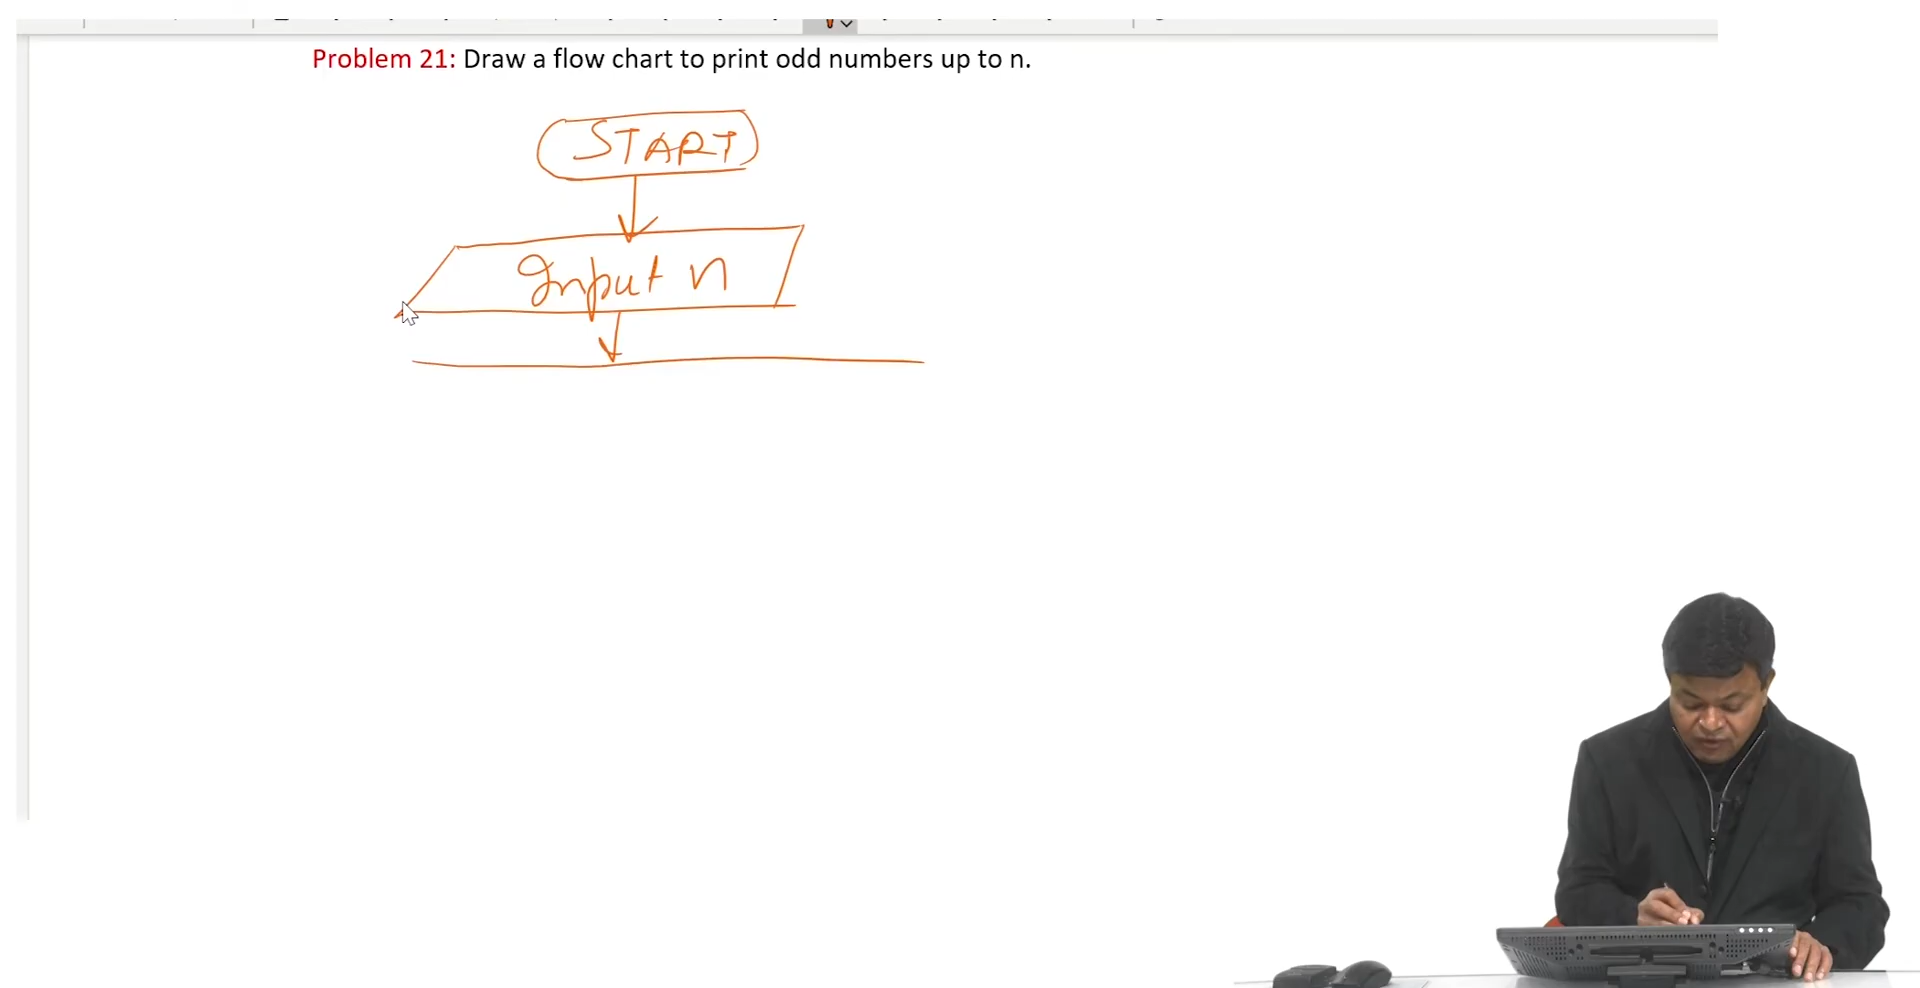 Problem 21: Draw a flow chart to print odd numbers up to n.
START
Input n